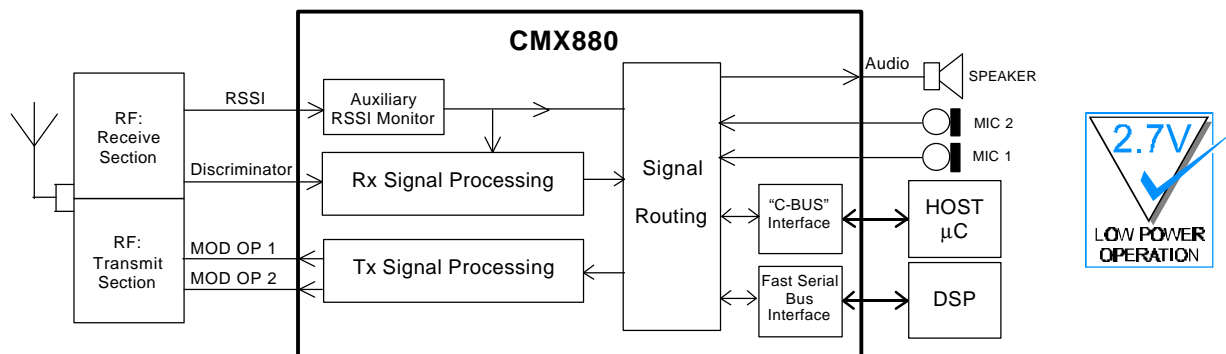 CMX880
RF:
Receive
Section
RF:
Transmit
Section
RSSI
Discriminator
MOD OP 1
MOD OP 2
Auxiliary
RSSI Monitor
Rx Signal Processing
Tx Signal Processing
Signal
Routing
“C-BUS”
Interface
Fast Serial
Bus
Interface
Audio
SPEAKER
MIC 2
MIC 1
HOST
µC
DSP
2.7V
LOW POWER
OPERATION